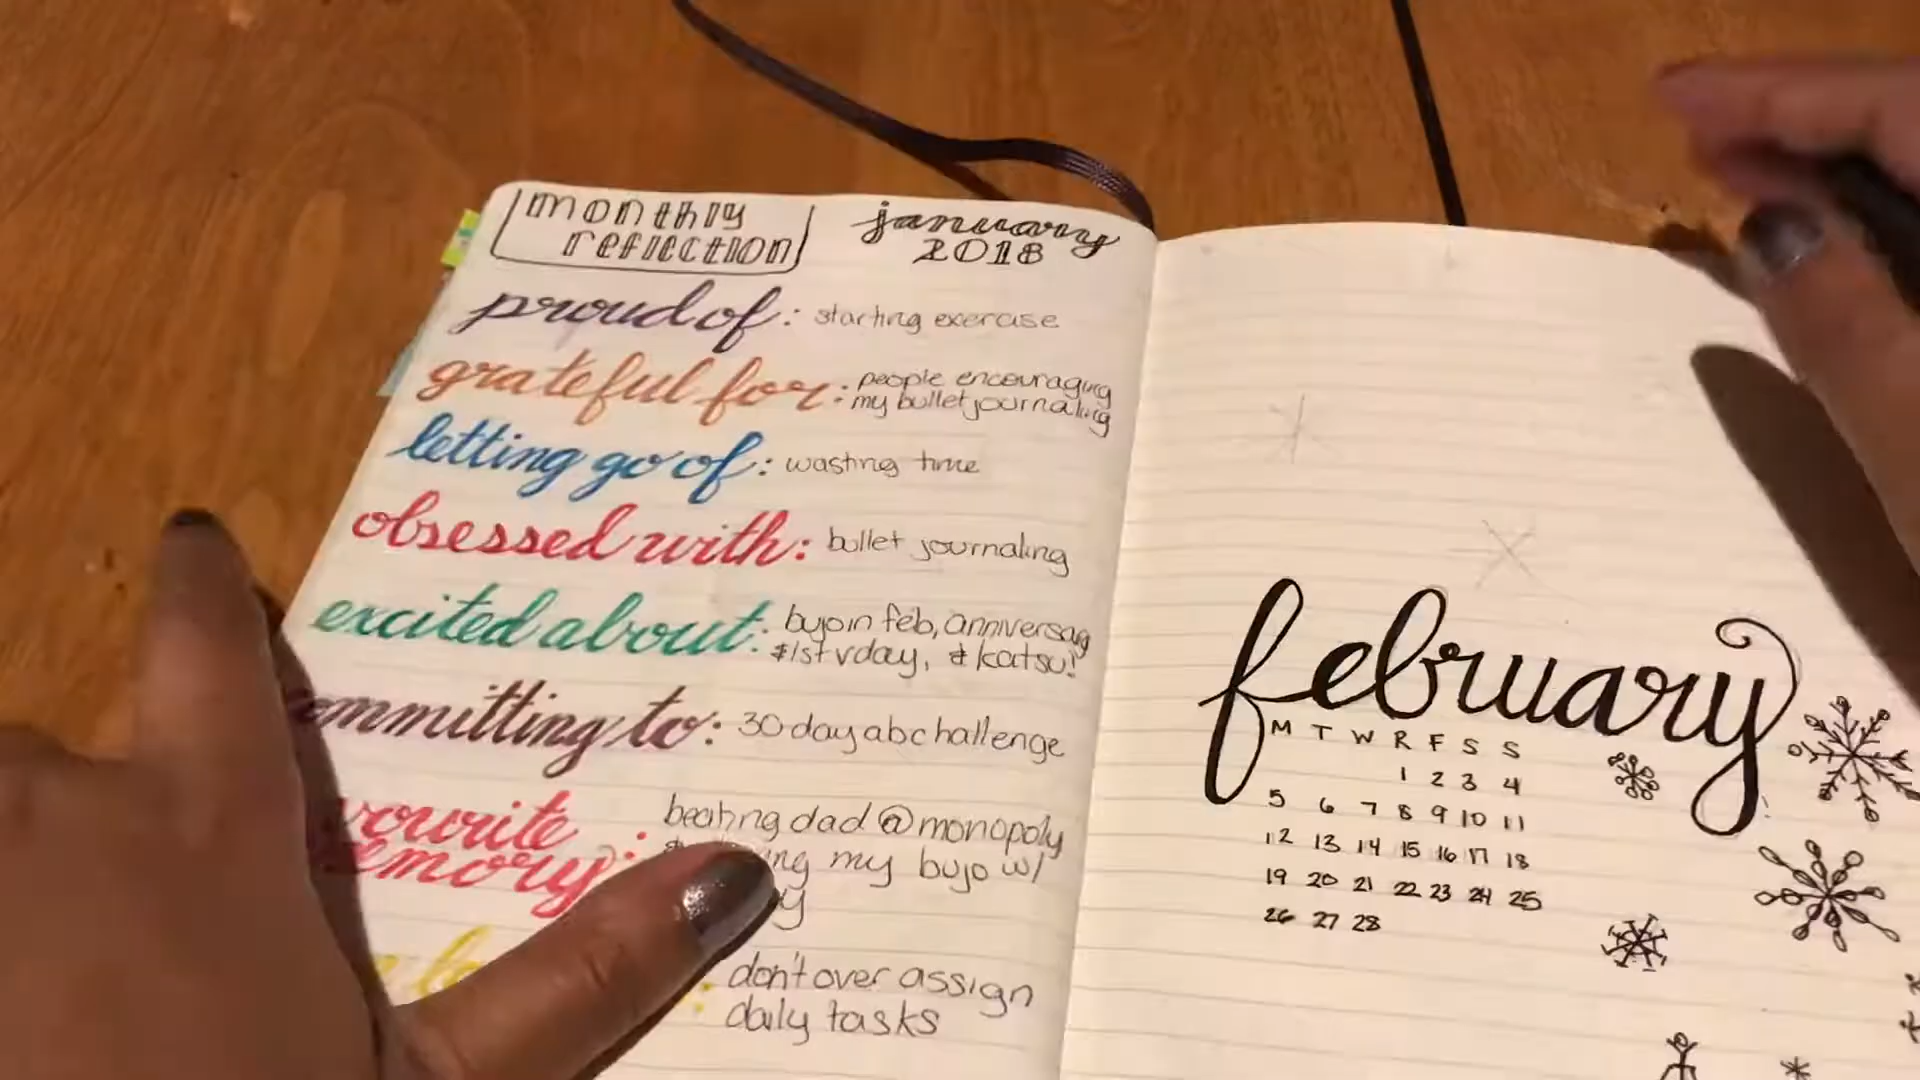 monthly
reflection
january
2018
proud of: starting exercise
grateful for: people encouraging
my bullet journaling
letting go of: wasting time
obsessed with: bullet journaling
excited about: bujo in feb, anniversary
& 1st vday, & katsu!
committing to: 30 day abc challenge
vourite
emory: beating dad @ monopoly
my bujo w/
don't over assign
daily tasks
february
M T W R F S S
1 2 3 4
5 6 7 8 9 10 11
12 13 14 15 16 17 18
19 20 21 22 23 24 25
26 27 28